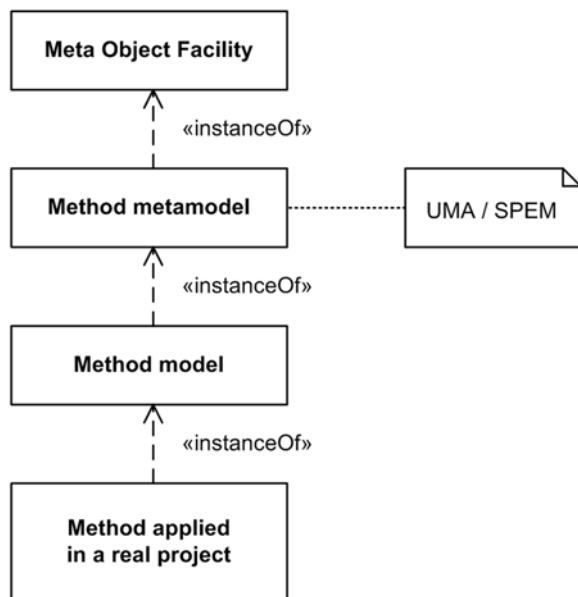 Meta Object Facility
«instanceOf»
Method metamodel
UMA / SPEM
«instanceOf»
Method model
«instanceOf»
Method applied
in a real project